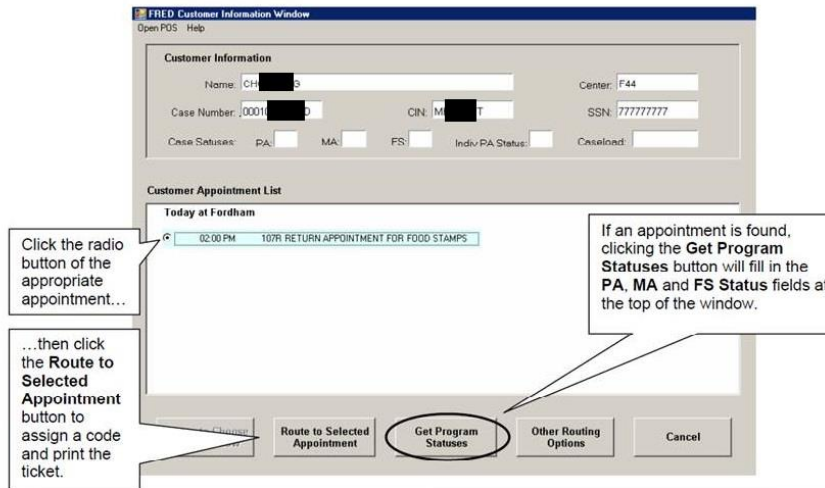 FRED Customer Information Window
Open POS Help
Customer Information
Name: CH G
Center: F44
Case Number: 0001 D
CIN: M T
SSN: 777777777
Case Satuses: PA: MA: FS: Indiv PA Status: Caseload:
Customer Appointment List
Today at Fordham
02:00 PM 107R RETURN APPOINTMENT FOR FOOD STAMPS
Click the radio
button of the
appropriate
appointment…
…then click
the Route to
Selected
Appointment
button to
assign a code
and print the
ticket.
If an appointment is found,
clicking the Get Program
Statuses button will fill in the
PA, MA and FS Status fields at
the top of the window.
Choose
Route to Selected
Appointment
Get Program
Statuses
Other Routing
Options
Cancel